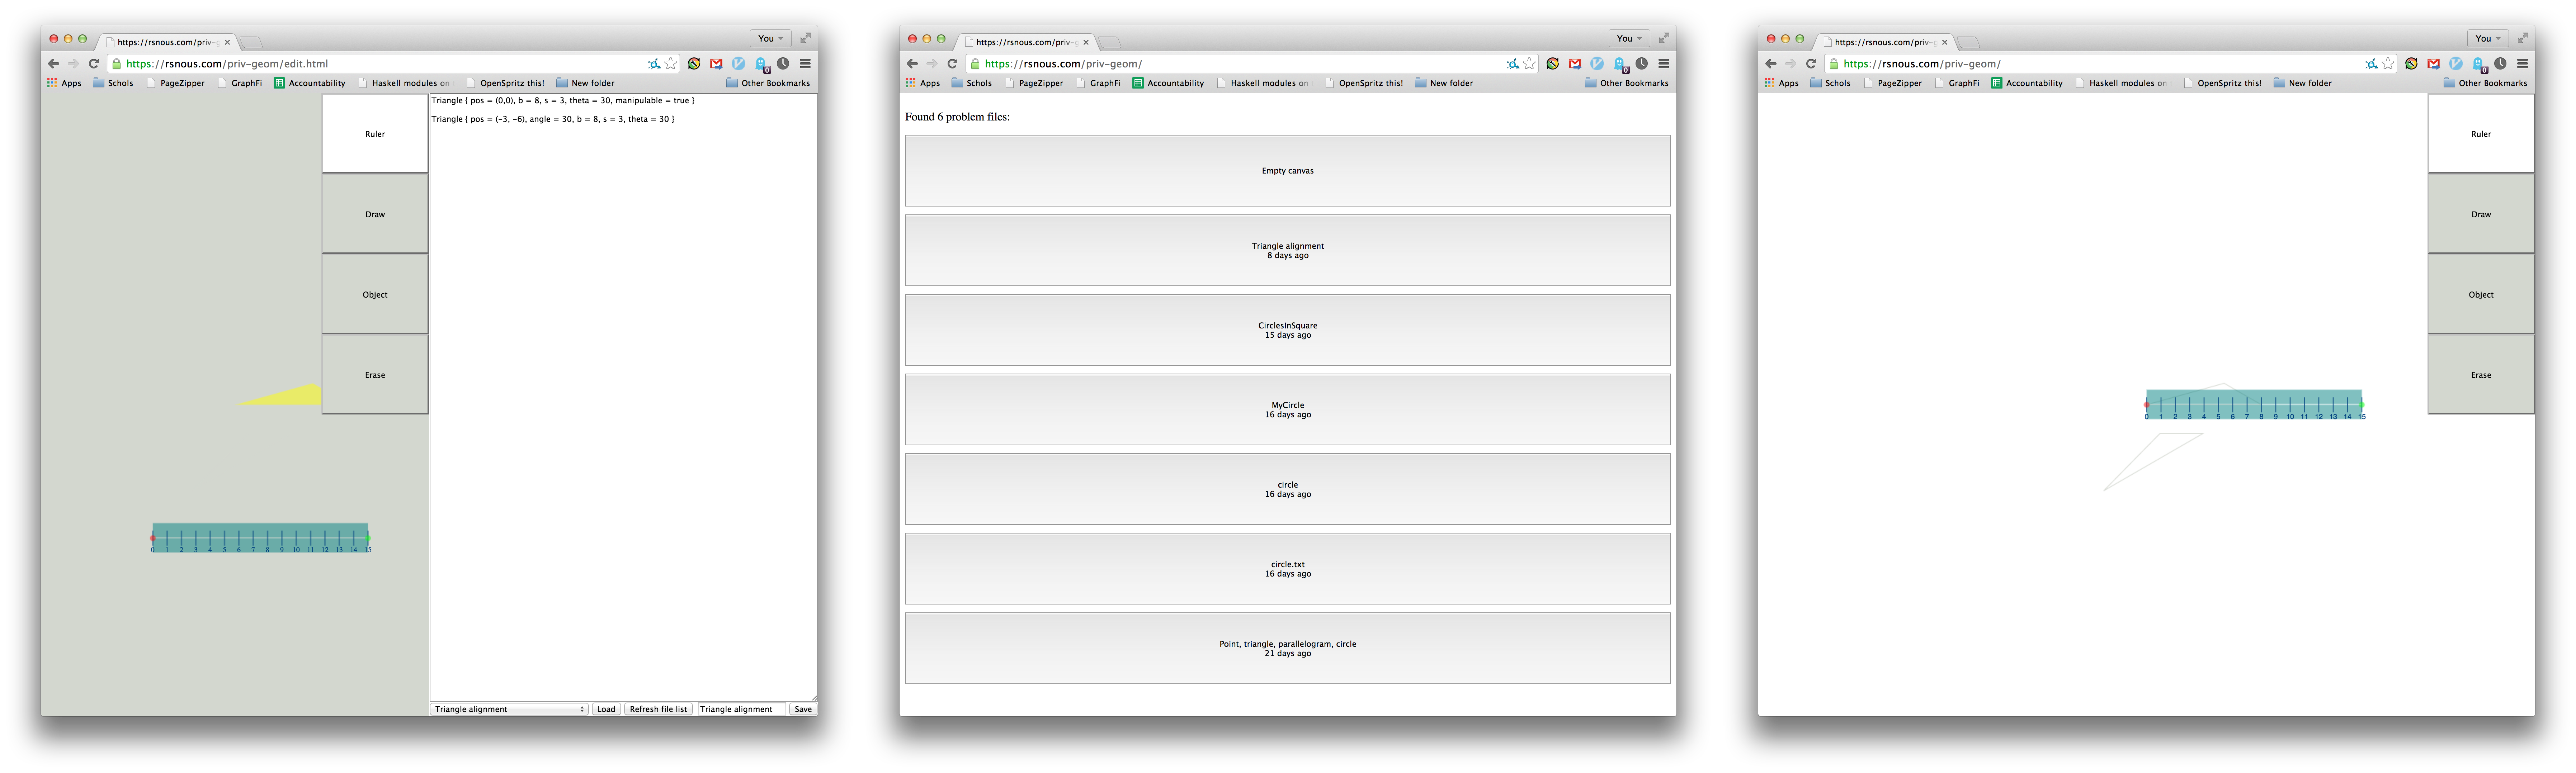 https://rsnous.com/priv-g
You
https://rsnous.com/priv-geom/edit.html
Apps Schols PageZipper GraphFi Accountability Haskell modules on OpenSpritz this! New folder Other Bookmarks
Ruler
Draw
Object
Erase
Triangle { pos = (0,0), b = 8, s = 3, theta = 30, manipulable = true }
Triangle { pos = (-3, -6), angle = 30, b = 8, s = 3, theta = 30 }
0 1 2 3 4 5 6 7 8 9 10 11 12 13 14 15
Triangle alignment Load Refresh file list Triangle alignment Save
https://rsnous.com/priv-g
You
https://rsnous.com/priv-geom/
Apps Schols PageZipper GraphFi Accountability Haskell modules on OpenSpritz this! New folder Other Bookmarks
Found 6 problem files:
Empty canvas
Triangle alignment
8 days ago
CirclesInSquare
15 days ago
MyCircle
16 days ago
circle
16 days ago
circle.txt
16 days ago
Point, triangle, parallelogram, circle
21 days ago
https://rsnous.com/priv-g
You
https://rsnous.com/priv-geom/
Apps Schols PageZipper GraphFi Accountability Haskell modules on OpenSpritz this! New folder Other Bookmarks
Ruler
Draw
Object
Erase
0 1 2 3 4 5 6 7 8 9 10 11 12 13 14 15